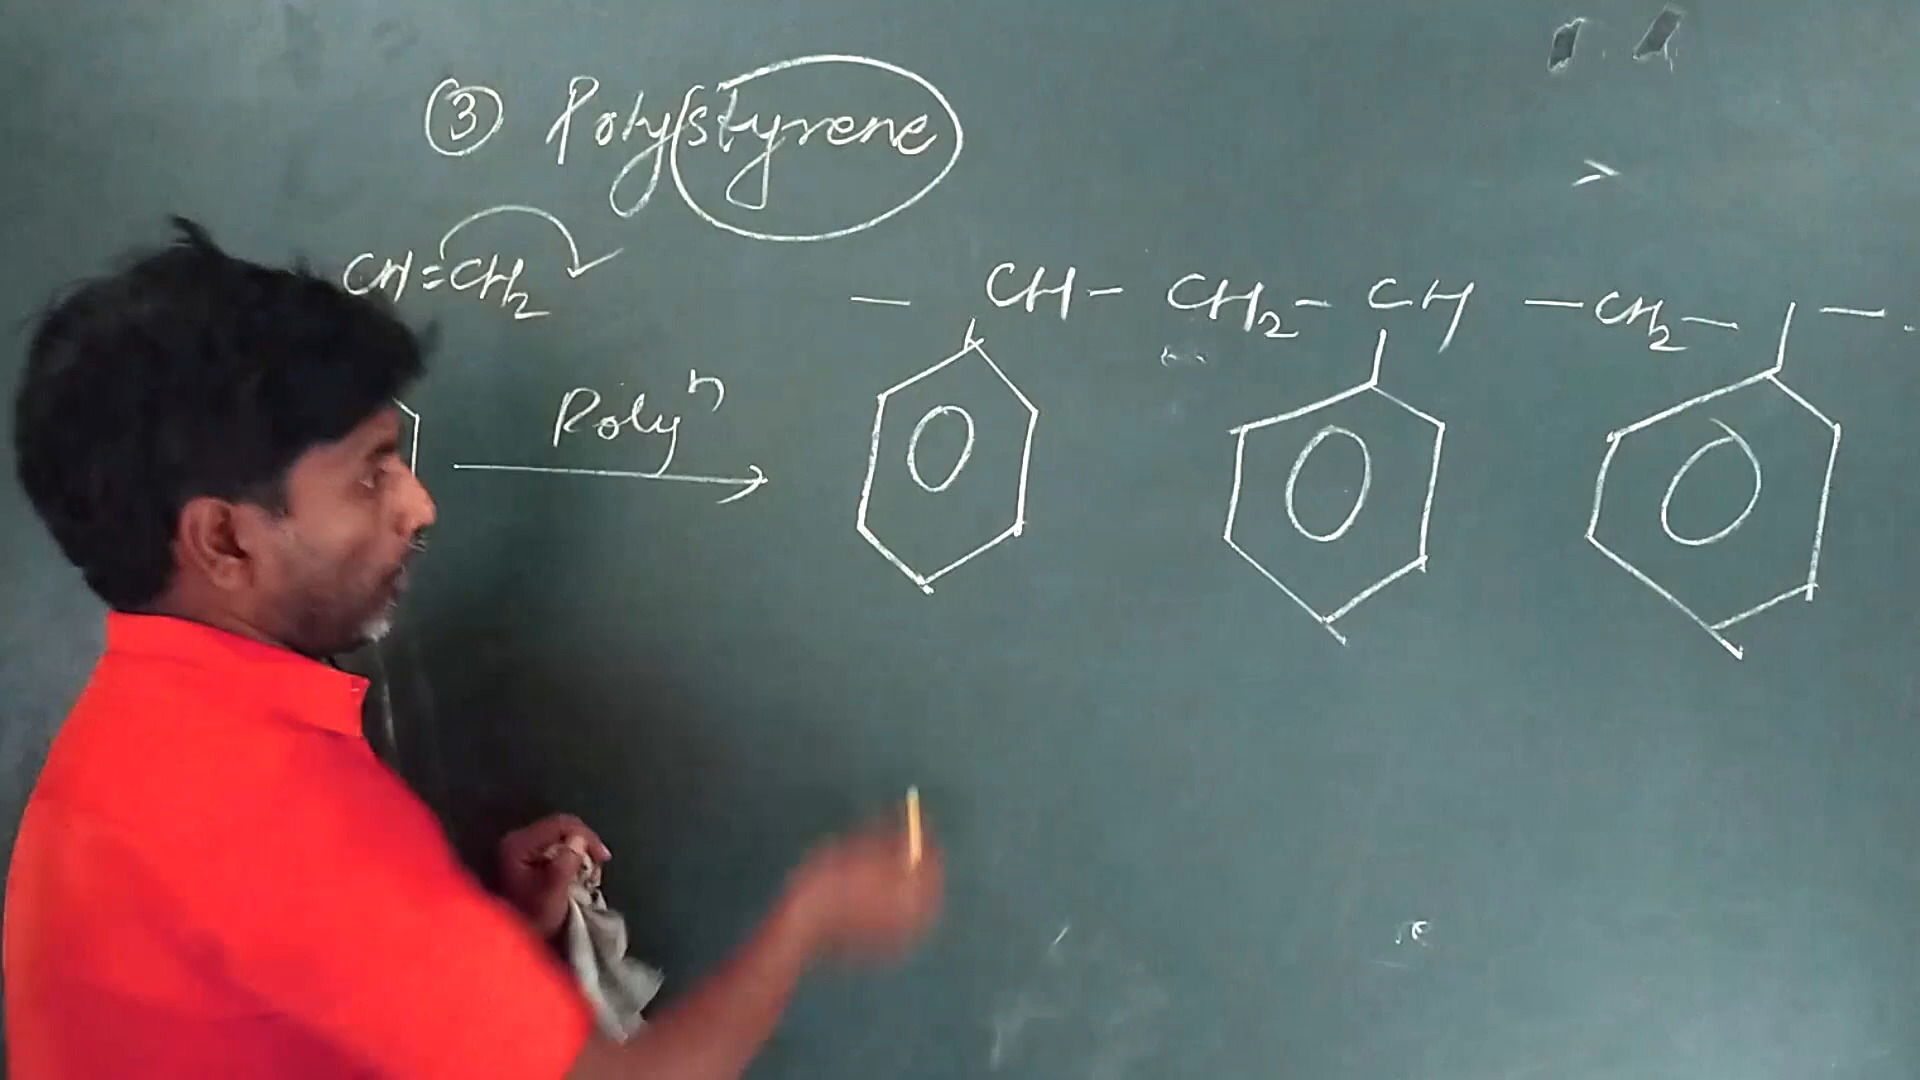 ③ Polystyrene
CH=CH2
— CH - CH2 - CH — CH2 — | — .
Polyⁿ